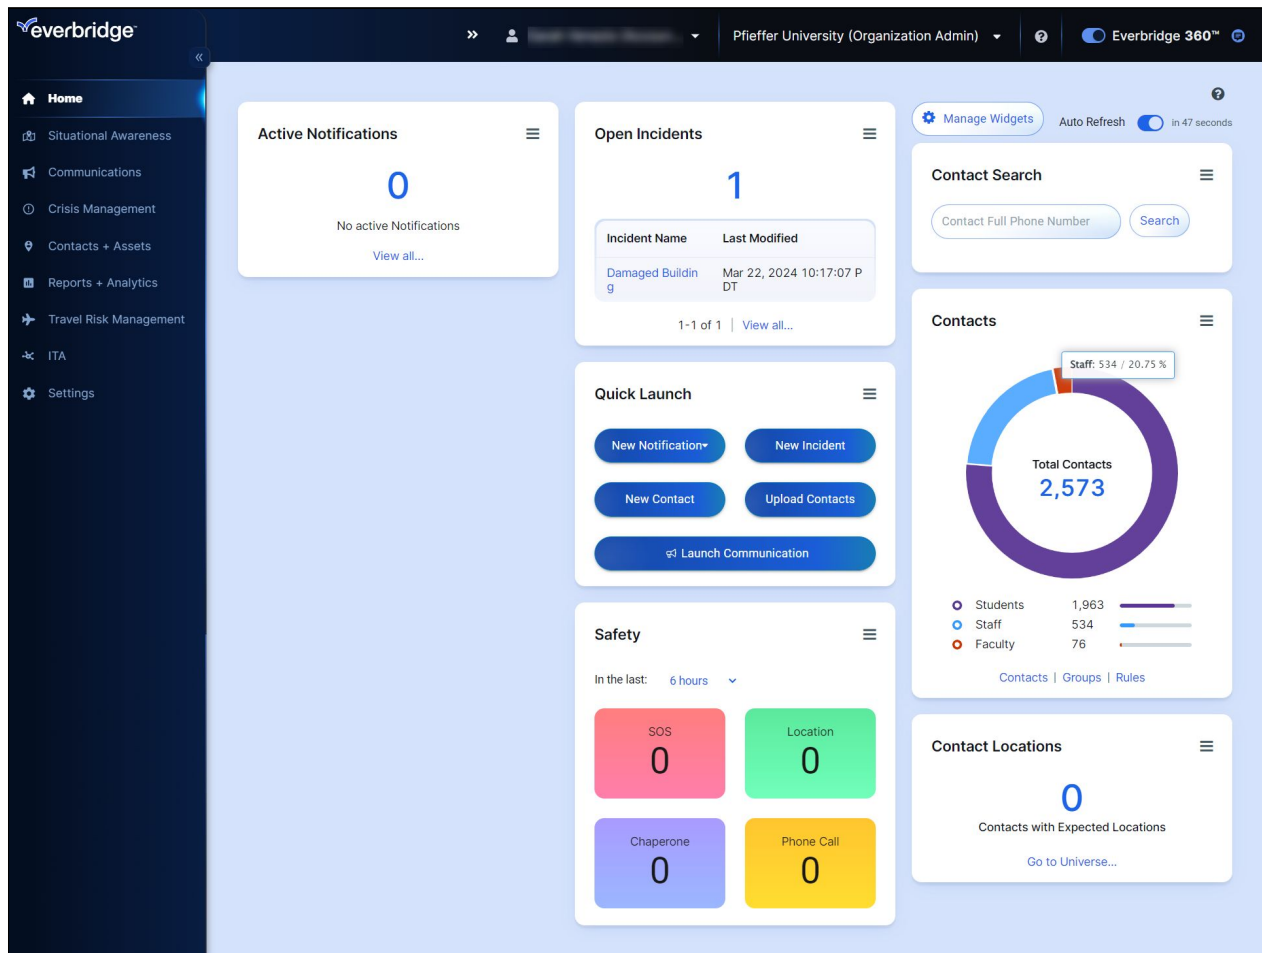 everbridge
Pfieffer University (Organization Admin)
Everbridge 360™
Home
Situational Awareness
Communications
Crisis Management
Contacts + Assets
Reports + Analytics
Travel Risk Management
ITA
Settings
Active Notifications
0
No active Notifications
View all...
Open Incidents
1
Incident Name Last Modified
Damaged Buildin Mar 22, 2024 10:17:07 P
g DT
1-1 of 1 | View all...
Quick Launch
New Notification
New Incident
New Contact
Upload Contacts
Launch Communication
Safety
In the last: 6 hours
SOS
0
Location
0
Chaperone
0
Phone Call
0
Manage Widgets
Auto Refresh in 47 seconds
Contact Search
Contact Full Phone Number
Search
Contacts
Staff: 534 / 20.75 %
Total Contacts
2,573
Students 1,963
Staff 534
Faculty 76
Contacts | Groups | Rules
Contact Locations
0
Contacts with Expected Locations
Go to Universe...